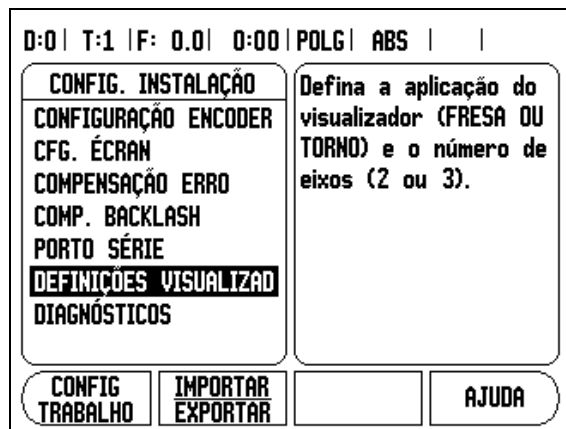 D:0| T:1 |F: 0.0| 0:00|POLG| ABS | |
CONFIG. INSTALAÇÃO
CONFIGURAÇÃO ENCODER
CFG. ÉCRAN
COMPENSAÇÃO ERRO
COMP. BACKLASH
PORTO SÉRIE
DEFINIÇÕES VISUALIZAD
DIAGNÓSTICOS
Defina a aplicação do
visualizador (FRESA OU
TORNO) e o número de
eixos (2 ou 3).
CONFIG
TRABALHO
IMPORTAR
EXPORTAR
AJUDA